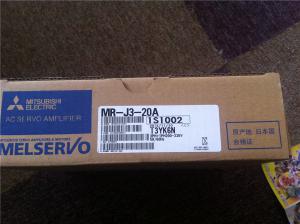 MITSUBISHI
ELECTRIC
AC SERVO AMPLIFIER
MELSERVO
MR-J3-20A
1S1002
T3YK6N
原产地 日本国
合格证